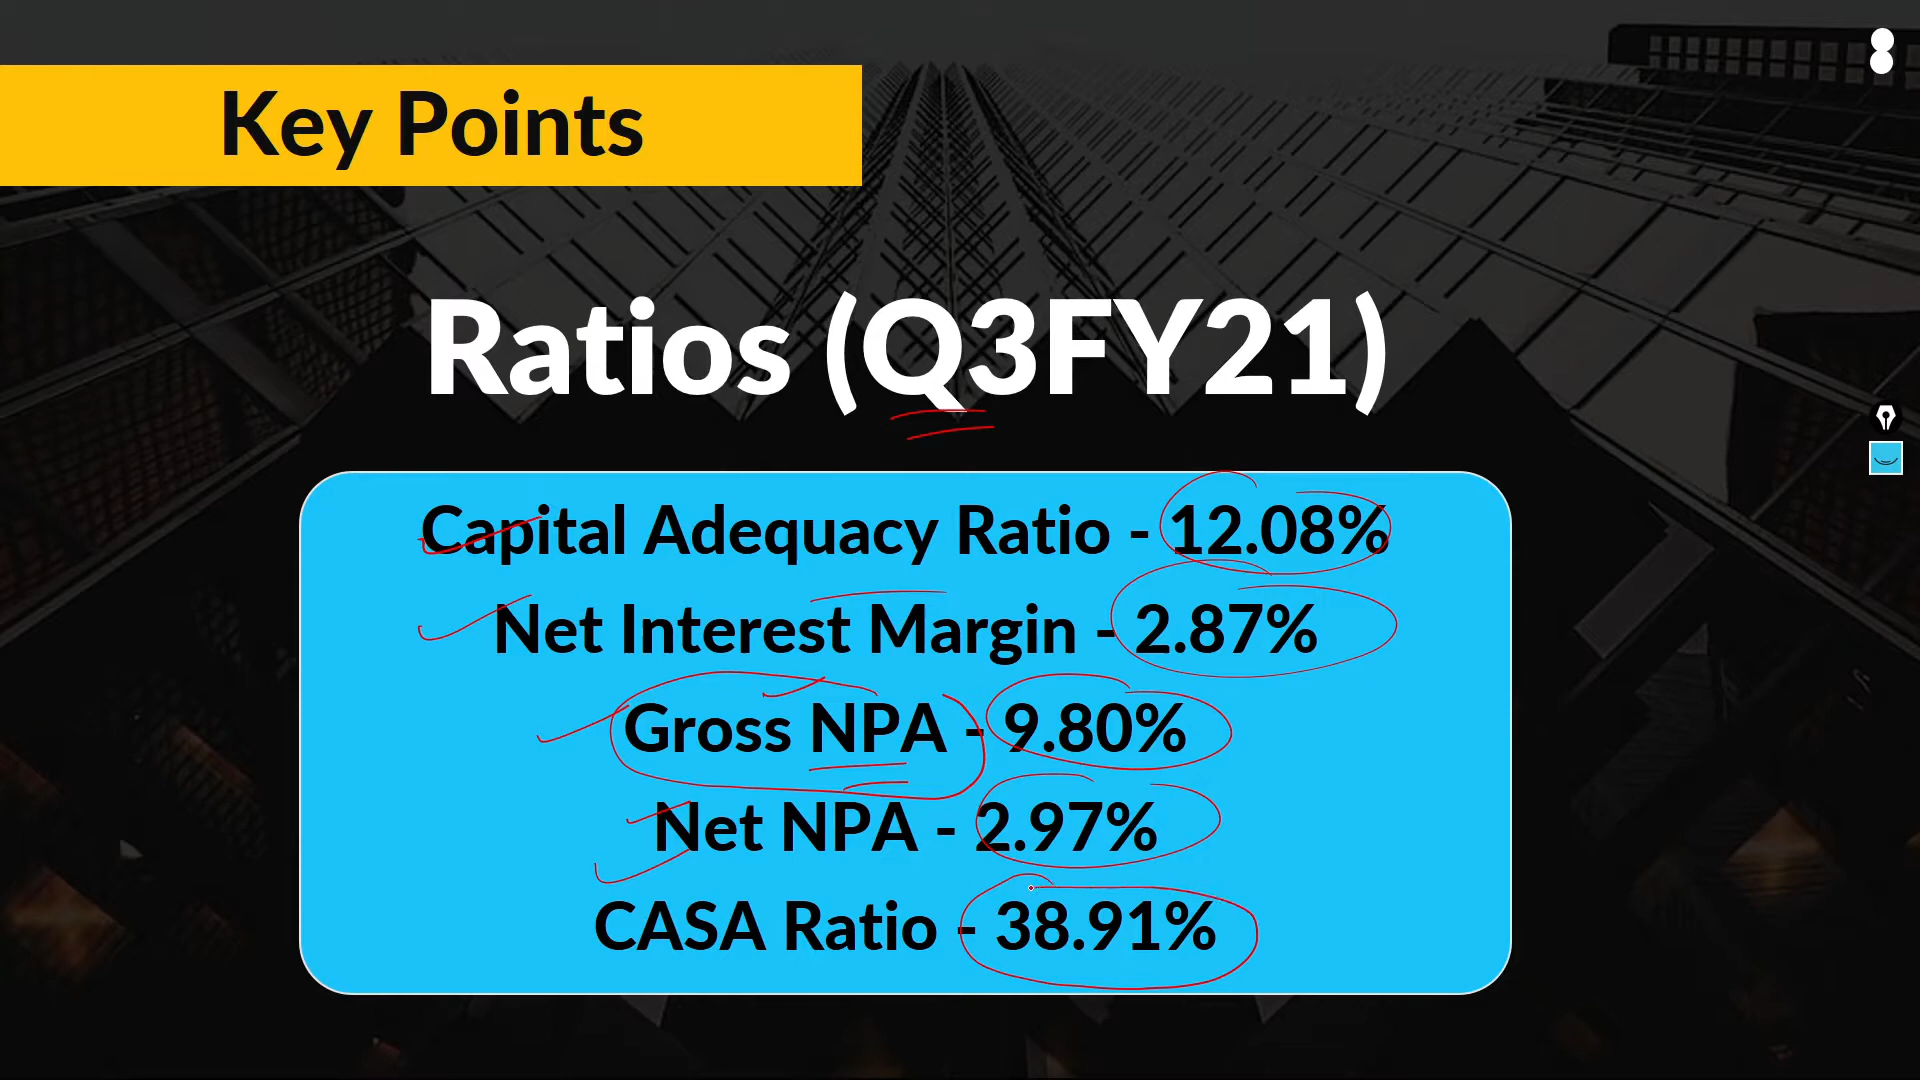 Key Points
Ratios (Q3FY21)
Capital Adequacy Ratio - 12.08%
Net Interest Margin - 2.87%
Gross NPA - 9.80%
Net NPA - 2.97%
CASA Ratio - 38.91%